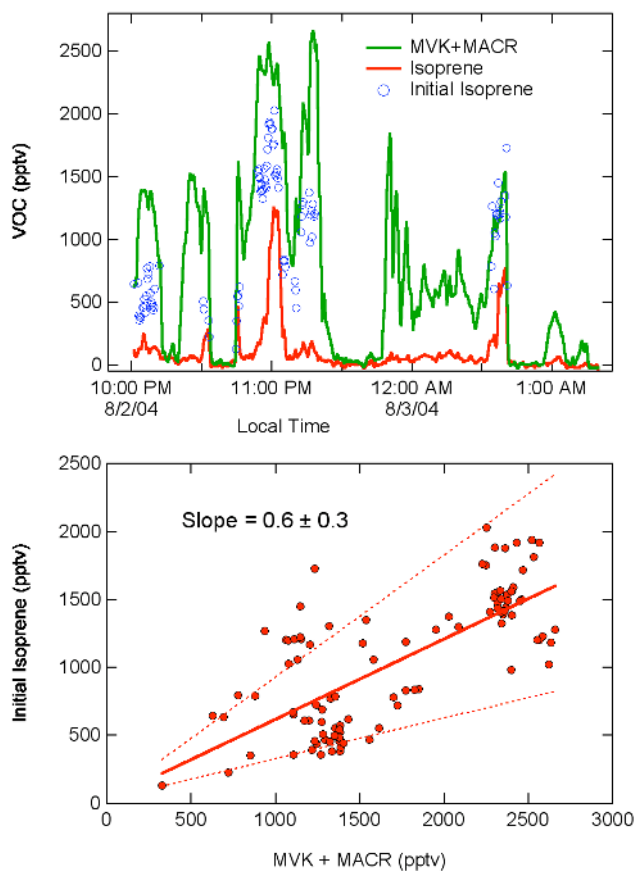 2500
2000
1500
1000
500
0
VOC (pptv)
MVK+MACR
Isoprene
Initial Isoprene
10:00 PM 11:00 PM 12:00 AM 1:00 AM
8/2/04 8/3/04
Local Time
2500
2000
1500
1000
500
0
Initial Isoprene (pptv)
Slope = 0.6 ± 0.3
0 500 1000 1500 2000 2500 3000
MVK + MACR (pptv)